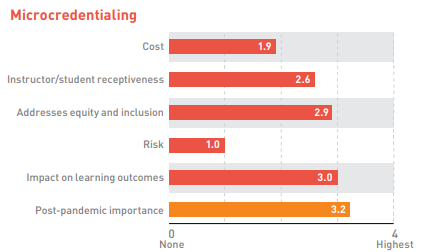 Microcredentialing
Cost 1.9
Instructor/student receptiveness 2.6
Addresses equity and inclusion 2.9
Risk 1.0
Impact on learning outcomes 3.0
Post-pandemic importance 3.2
0 4
None Highest